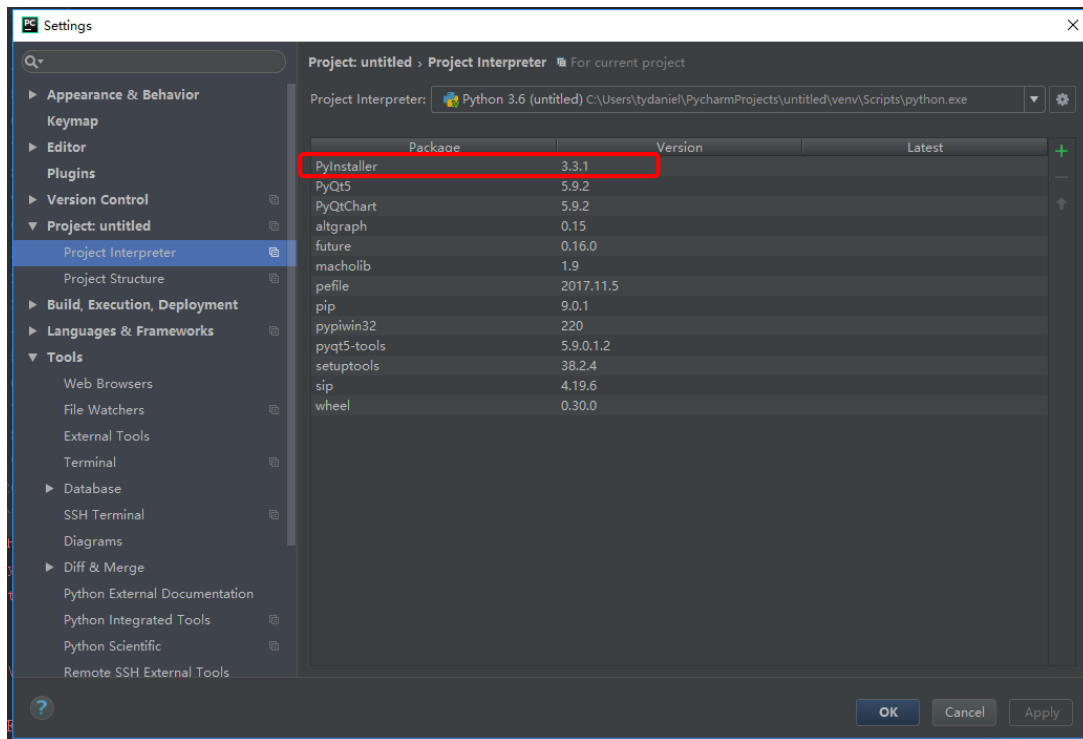 PC Settings
Project: untitled › Project Interpreter For current project
Appearance & Behavior
Keymap
Editor
Plugins
Version Control
Project: untitled
Project Interpreter
Project Structure
Build, Execution, Deployment
Languages & Frameworks
Tools
Web Browsers
File Watchers
External Tools
Terminal
Database
SSH Terminal
Diagrams
Diff & Merge
Python External Documentation
Python Integrated Tools
Python Scientific
Remote SSH External Tools
Project Interpreter: Python 3.6 (untitled) C:\Users\tydaniel\PycharmProjects\untitled\venv\Scripts\python.exe
Package Version Latest
PyInstaller 3.3.1
PyQt5 5.9.2
PyQtChart 5.9.2
altgraph 0.15
future 0.16.0
macholib 1.9
pefile 2017.11.5
pip 9.0.1
pypiwin32 220
pyqt5-tools 5.9.0.1.2
setuptools 38.2.4
sip 4.19.6
wheel 0.30.0
?
OK Cancel Apply